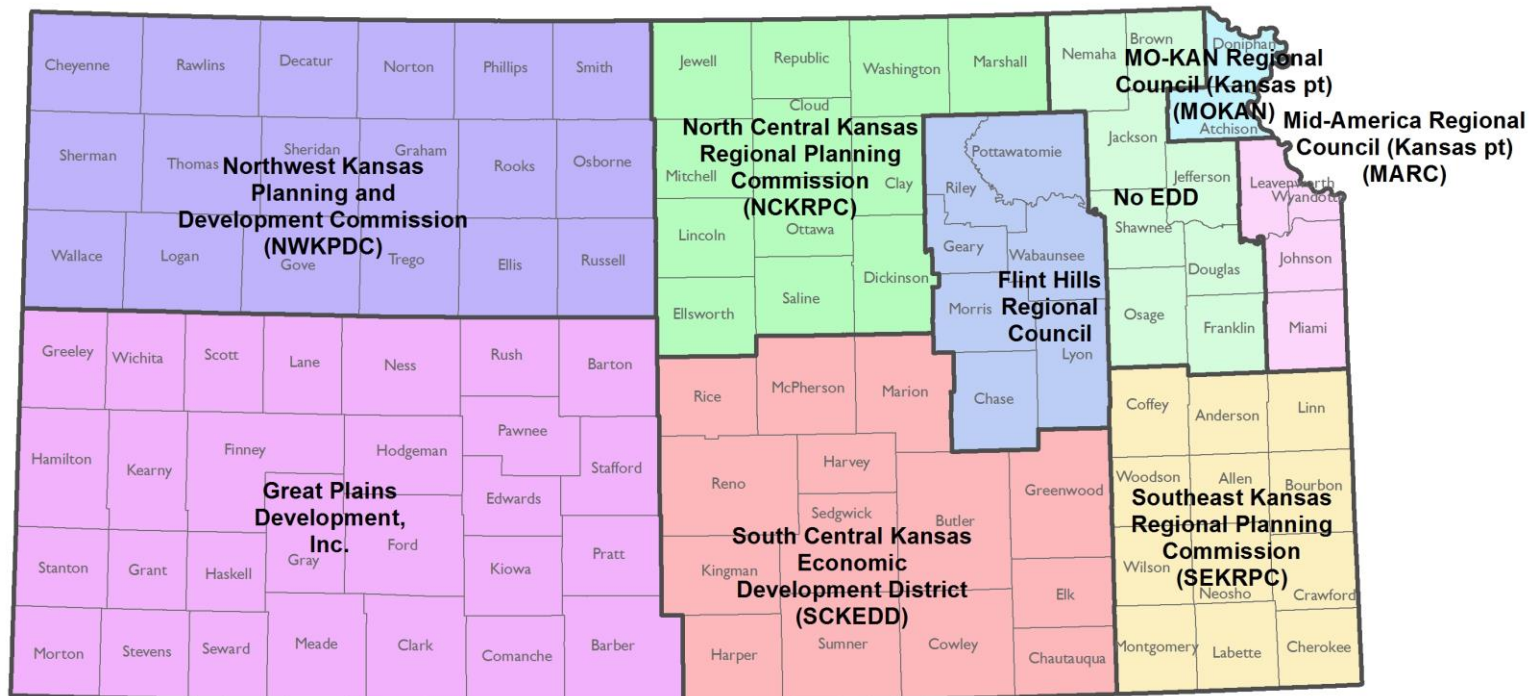 Cheyenne
Rawlins
Decatur
Norton
Phillips
Smith
Jewell
Republic
Washington
Marshall
Nemaha
Brown
Doniphan
MO-KAN Regional
Council (Kansas pt)
(MOKAN)
Atchison
Mid-America Regional
Council (Kansas pt)
(MARC)
Sherman
Thomas
Sheridan
Graham
Rooks
Osborne
Northwest Kansas
Planning and
Development Commission
(NWKPDC)
Cloud
North Central Kansas
Regional Planning
Commission
(NCKRPC)
Mitchell
Clay
Pottawatomie
Riley
Jackson
Jefferson
Leavenworth
Wyandott
No EDD
Wallace
Logan
Gove
Trego
Ellis
Russell
Lincoln
Ottawa
Dickinson
Geary
Wabaunsee
Shawnee
Douglas
Johnson
Ellsworth
Saline
Morris
Flint Hills
Regional
Council
Lyon
Osage
Franklin
Miami
Greeley
Wichita
Scott
Lane
Ness
Rush
Barton
Rice
McPherson
Marion
Chase
Coffey
Anderson
Linn
Hamilton
Kearny
Finney
Hodgeman
Pawnee
Stafford
Edwards
Great Plains
Development,
Inc.
Reno
Harvey
Sedgwick
Butler
Greenwood
Woodson
Allen
Bourbon
Southeast Kansas
Regional Planning
Commission
(SEKRPC)
Stanton
Grant
Haskell
Gray
Ford
Kiowa
Pratt
Kingman
South Central Kansas
Economic
Development District
(SCKEDD)
Elk
Wilson
Neosho
Crawford
Morton
Stevens
Seward
Meade
Clark
Comanche
Barber
Harper
Sumner
Cowley
Chautauqua
Montgomery
Labette
Cherokee